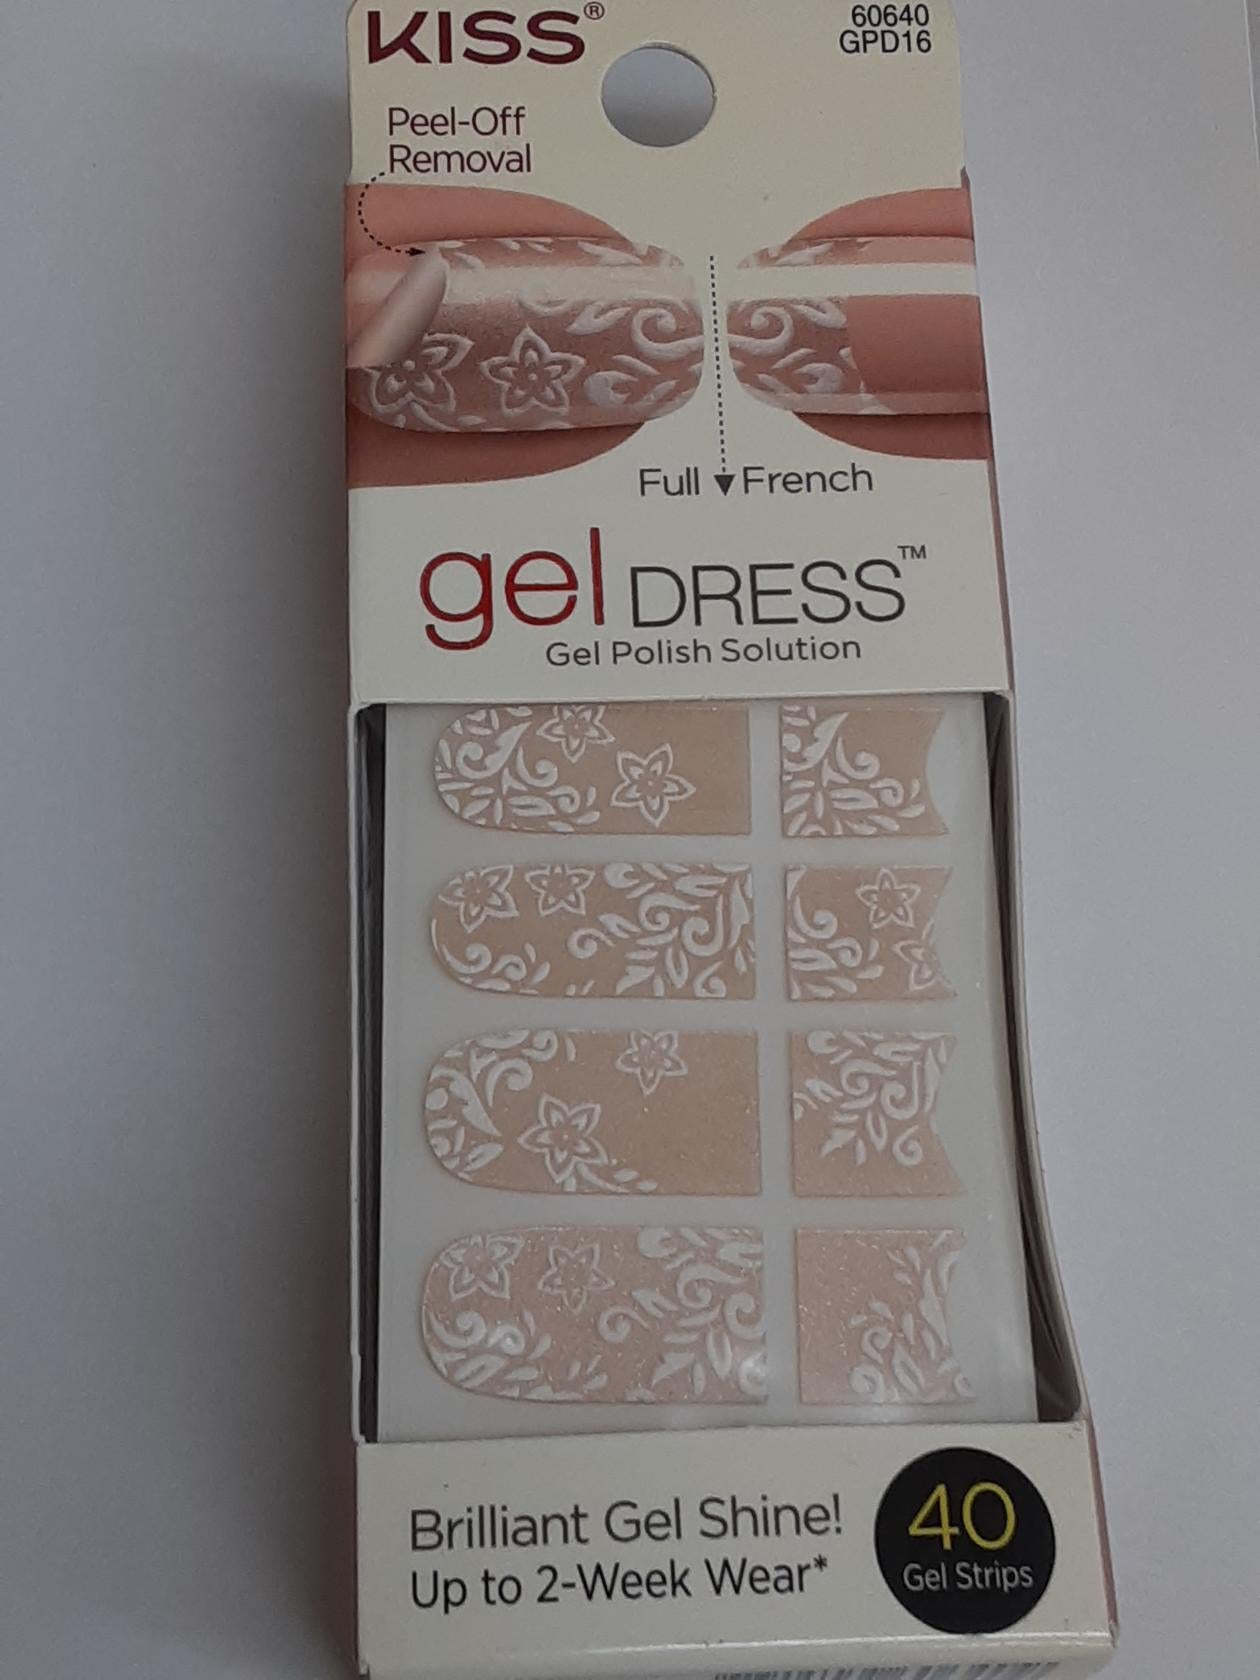 KISS®
60640
GPD16
Peel-Off
Removal
Full French
gel DRESS™
Gel Polish Solution
Brilliant Gel Shine!
Up to 2-Week Wear*
40
Gel Strips